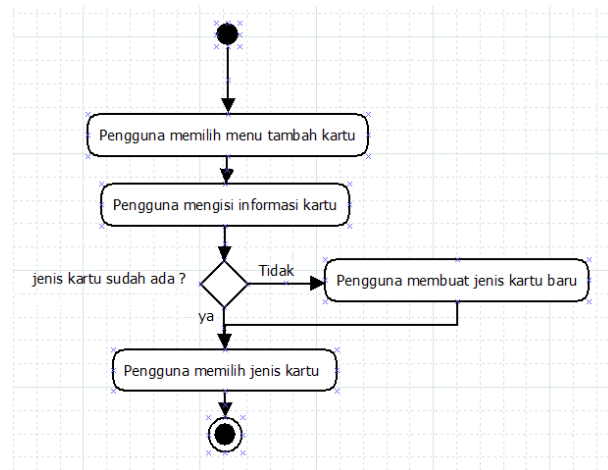 Pengguna memilih menu tambah kartu
Pengguna mengisi informasi kartu
jenis kartu sudah ada ?
Tidak
Pengguna membuat jenis kartu baru
ya
Pengguna memilih jenis kartu